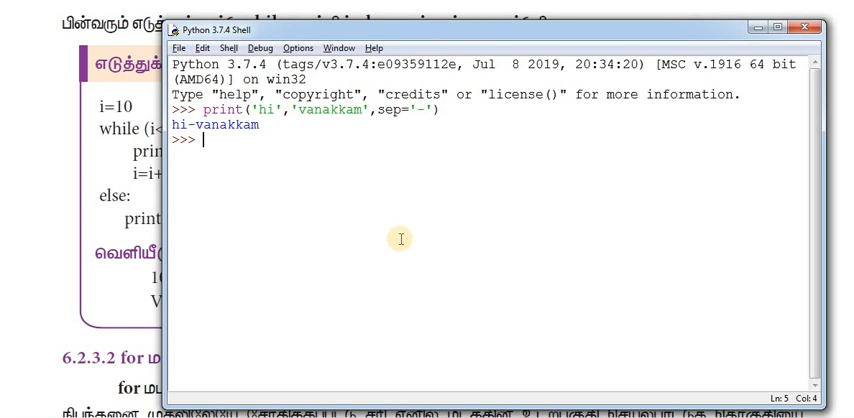 பின்வரும்
Python 3.7.4 Shell
File Edit Shell Debug Options Window Help
Python 3.7.4 (tags/v3.7.4:e09359112e, Jul 8 2019, 20:34:20) [MSC v.1916 64 bit
(AMD64)] on win32
Type "help", "copyright", "credits" or "license()" for more information.
>>> print('hi','vanakkam',sep='-')
hi-vanakkam
>>>
Ln: 5 Col: 4
i=10
while (i<
prin
i=i+
else:
print
6.2.3.2 for
for